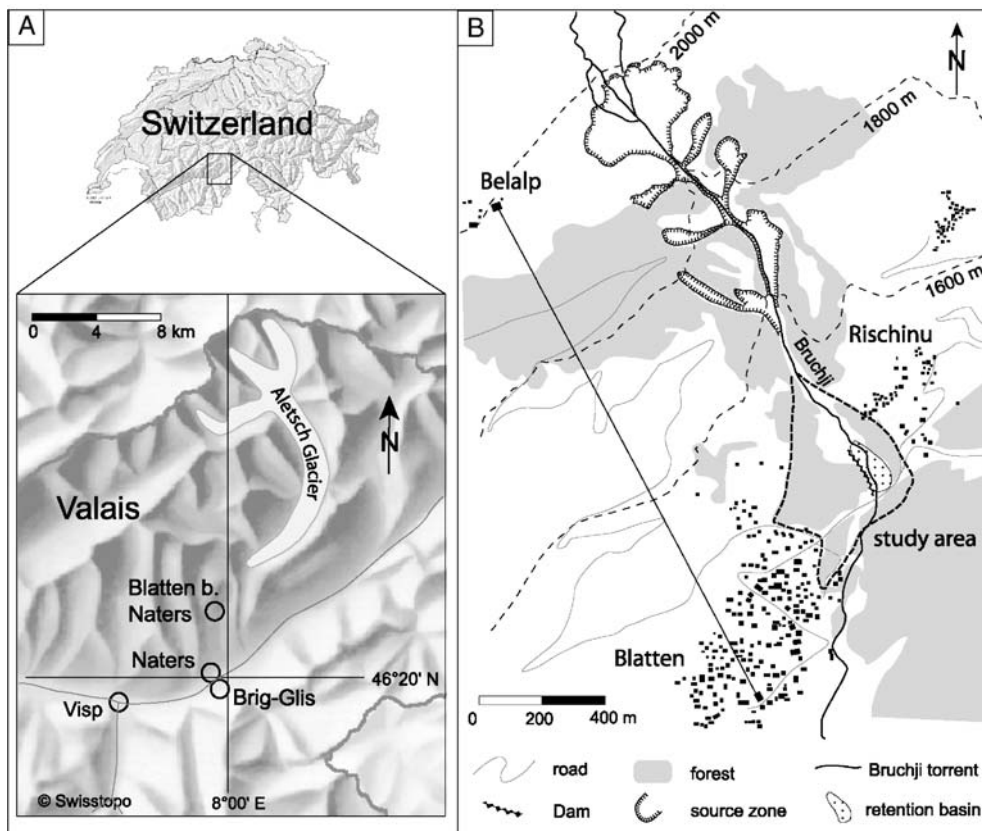 A
Switzerland
0 4 8 km
N
Aletsch Glacier
Valais
Blatten b.
Naters
Naters
46°20' N
Visp
Brig-Glis
© Swisstopo
8°00' E
B
N
2000 m
1800 m
Belalp
1600 m
Rischinu
Bruchji
study area
Blatten
0 200 400 m
road
forest
Bruchji torrent
Dam
source zone
retention basin